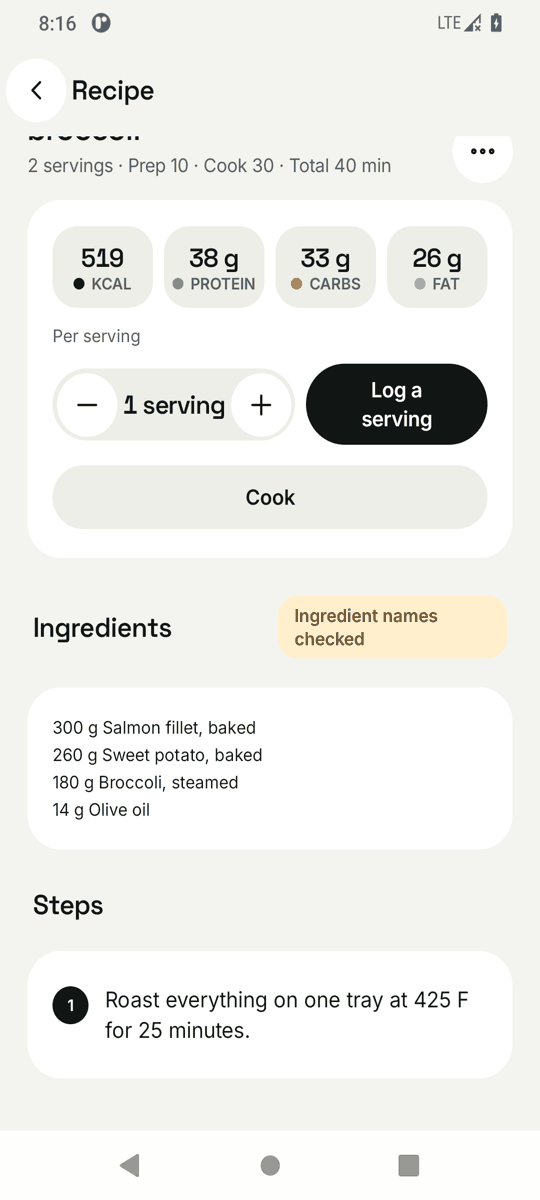 8:16
LTE
Recipe
broccoli
2 servings · Prep 10 · Cook 30 · Total 40 min
519
KCAL
38 g
PROTEIN
33 g
CARBS
26 g
FAT
Per serving
1 serving
Log a
serving
Cook
Ingredients
Ingredient names
checked
300 g Salmon fillet, baked
260 g Sweet potato, baked
180 g Broccoli, steamed
14 g Olive oil
Steps
1
Roast everything on one tray at 425 F
for 25 minutes.